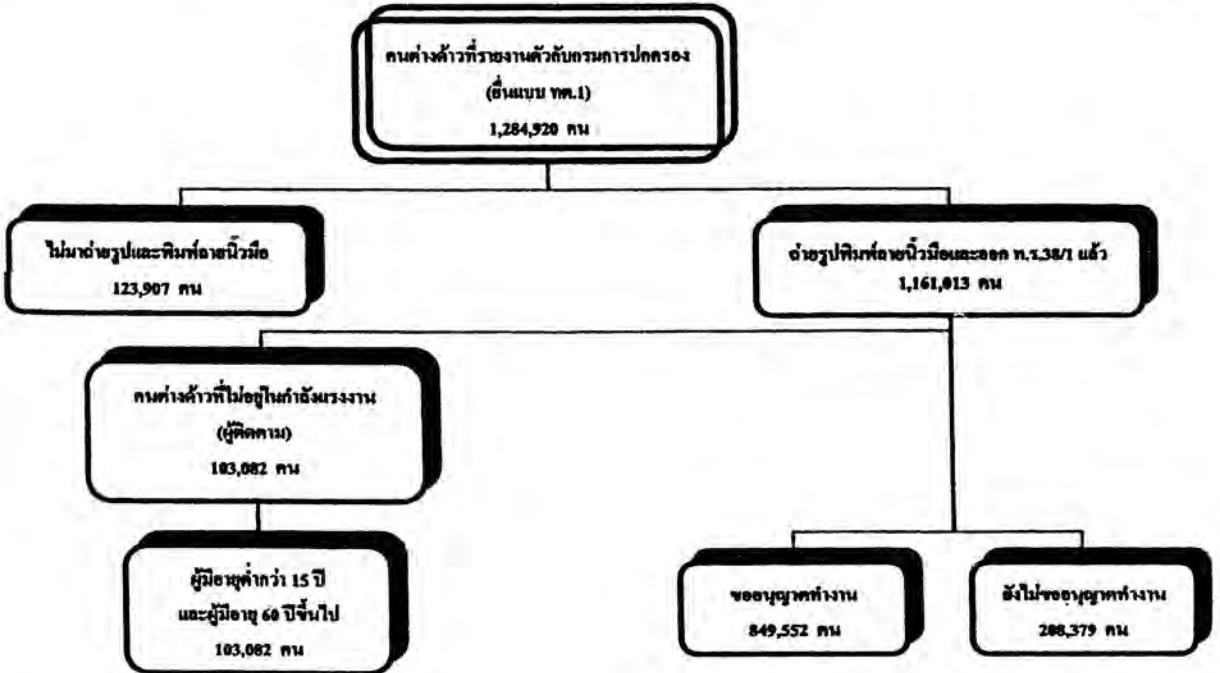 คนต่างด้าวที่รายงานตัวกับกรมการปกครอง
(ยื่นแบบ ทต.1)
1,284,920 คน
ไม่มาถ่ายรูปและพิมพ์ลายนิ้วมือ
123,907 คน
ถ่ายรูปพิมพ์ลายนิ้วมือและออก ท.ร.38/1 แล้ว
1,161,013 คน
คนต่างด้าวที่ไม่อยู่ในกำลังแรงงาน
(ผู้ติดตาม)
103,082 คน
ผู้มีอายุต่ำกว่า 15 ปี
และผู้มีอายุ 60 ปีขึ้นไป
103,082 คน
ขออนุญาตทำงาน
849,552 คน
ยังไม่ขออนุญาตทำงาน
208,379 คน